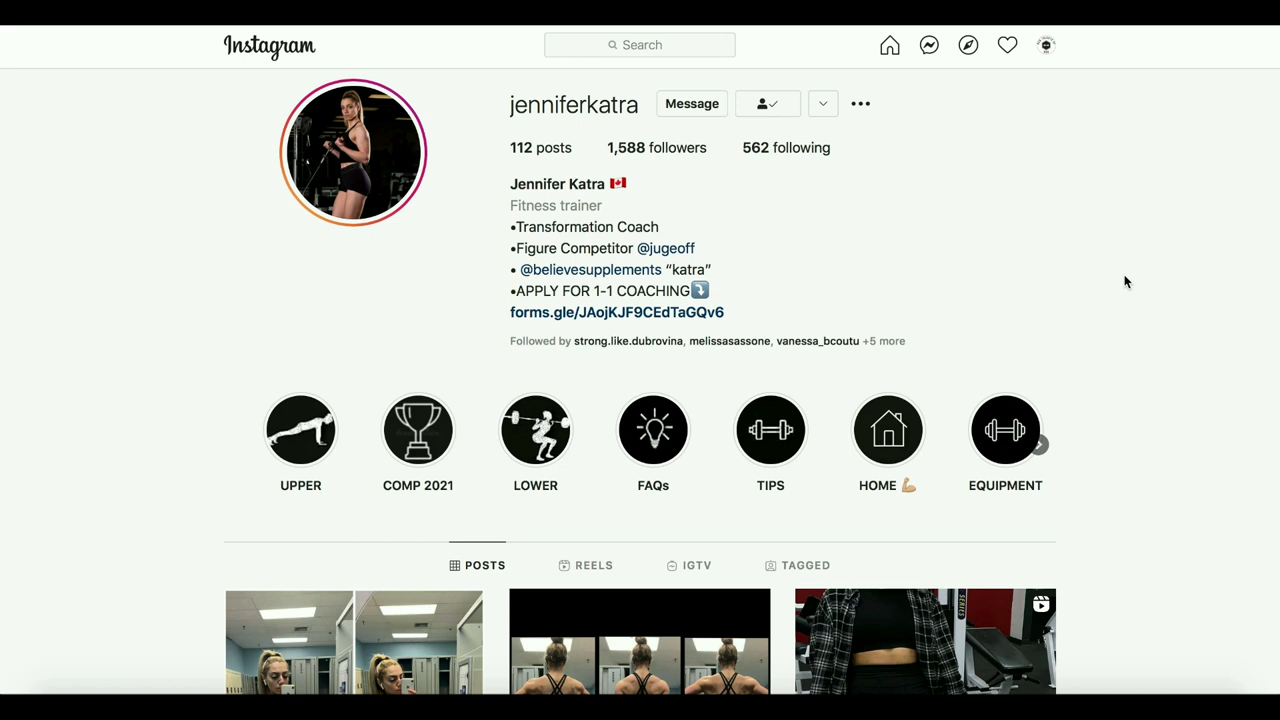 Instagram
Search
jenniferkatra
Message
112 posts 1,588 followers 562 following
Jennifer Katra 🇨🇦
Fitness trainer
•Transformation Coach
•Figure Competitor @jugeoff
• @believesupplements “katra”
•APPLY FOR 1-1 COACHING⤵️
forms.gle/JAojKJF9CEdTaGQv6
Followed by strong.like.dubrovina, melissasassone, vanessa_bcoutu +5 more
UPPER COMP 2021 LOWER FAQs TIPS HOME 💪🏼 EQUIPMENT
POSTS REELS IGTV TAGGED
SERIES